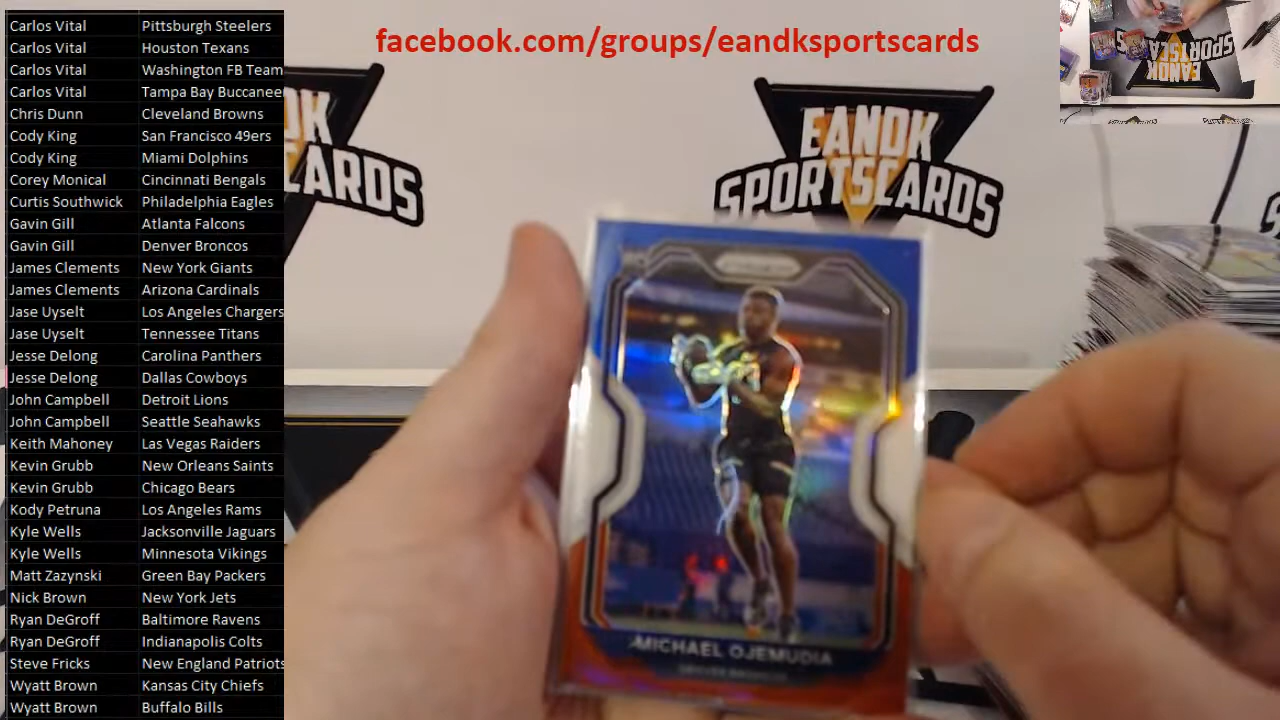 Carlos Vital Pittsburgh Steelers
Carlos Vital Houston Texans
Carlos Vital Washington FB Team
Carlos Vital Tampa Bay Buccanee
Chris Dunn Cleveland Browns
Cody King San Francisco 49ers
Cody King Miami Dolphins
Corey Monical Cincinnati Bengals
Curtis Southwick Philadelphia Eagles
Gavin Gill Atlanta Falcons
Gavin Gill Denver Broncos
James Clements New York Giants
James Clements Arizona Cardinals
Jase Uyselt Los Angeles Chargers
Jase Uyselt Tennessee Titans
Jesse Delong Carolina Panthers
Jesse Delong Dallas Cowboys
John Campbell Detroit Lions
John Campbell Seattle Seahawks
Keith Mahoney Las Vegas Raiders
Kevin Grubb New Orleans Saints
Kevin Grubb Chicago Bears
Kody Petruna Los Angeles Rams
Kyle Wells Jacksonville Jaguars
Kyle Wells Minnesota Vikings
Matt Zazynski Green Bay Packers
Nick Brown New York Jets
Ryan DeGroff Baltimore Ravens
Ryan DeGroff Indianapolis Colts
Steve Fricks New England Patriots
Wyatt Brown Kansas City Chiefs
Wyatt Brown Buffalo Bills
facebook.com/groups/eandksportscards
DK
CARDS
EANDK
SPORTSCARDS
MICHAEL OJEMUDIA
DENVER BRONCOS
EANDK